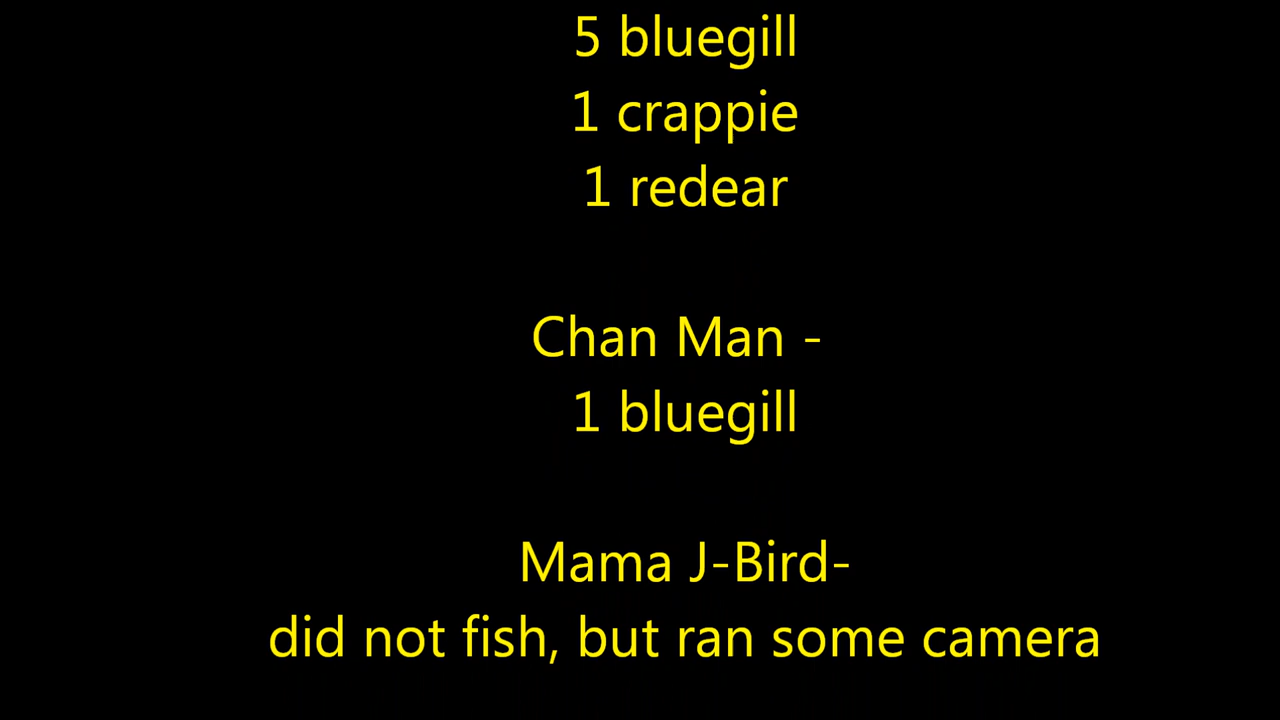 5 bluegill
1 crappie
1 redear
Chan Man -
1 bluegill
Mama J-Bird-
did not fish, but ran some camera